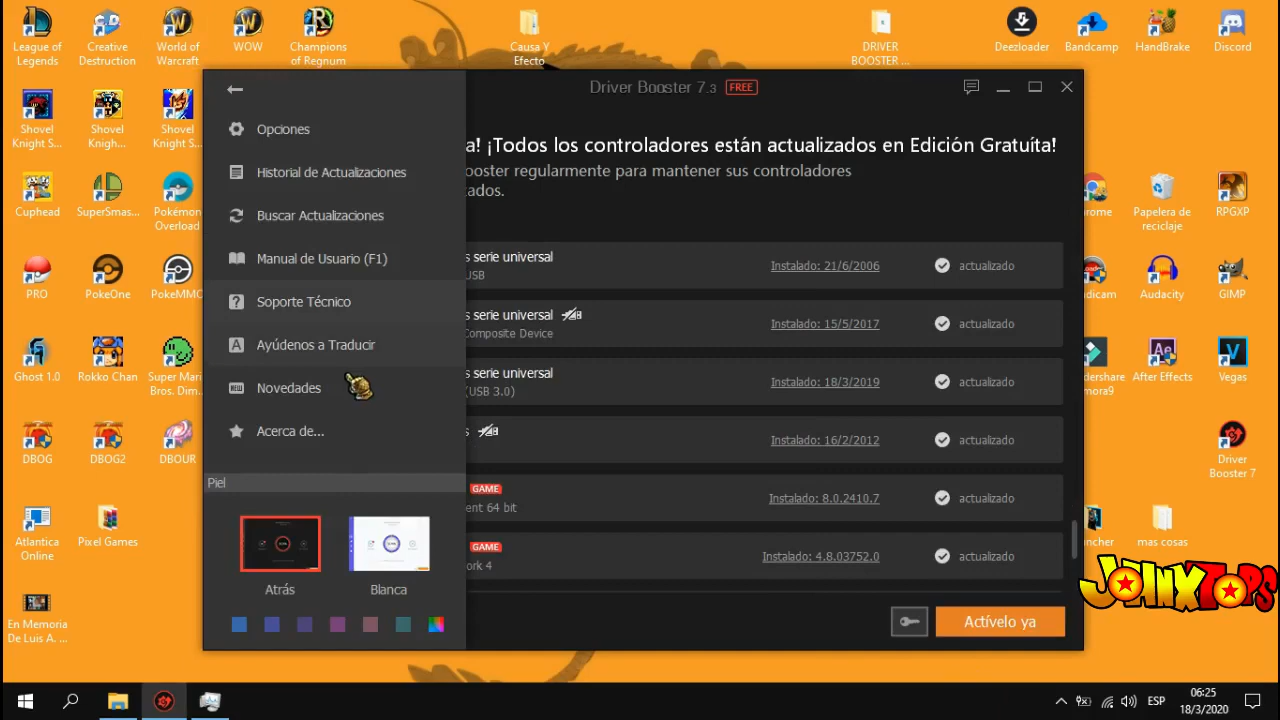 League of
Legends
Creative
Destruction
World of
Warcraft
WOW
Champions
of Regnum
Causa Y
Efecto
DRIVER
BOOSTER ...
Deezloader
Bandcamp
HandBrake
Discord
Driver Booster 7.3 FREE
Opciones
a! ¡Todos los controladores están actualizados en Edición Gratuíta!
ooster regularmente para mantener sus controladores
tados.
Historial de Actualizaciones
Buscar Actualizaciones
Manual de Usuario (F1)
Soporte Técnico
Ayúdenos a Traducir
Novedades
Acerca de...
Piel
Atrás
Blanca
s serie universal
USB
Instalado: 21/6/2006
actualizado
s serie universal
Composite Device
Instalado: 15/5/2017
actualizado
s serie universal
(USB 3.0)
Instalado: 18/3/2019
actualizado
s
Instalado: 16/2/2012
actualizado
GAME
ent 64 bit
Instalado: 8.0.2410.7
actualizado
GAME
ork 4
Instalado: 4.8.03752.0
actualizado
Actívelo ya
Shovel
Knight S...
Shovel
Knigh...
Shovel
Knight S...
Cuphead
SuperSmas...
Pokémon
Overload
PRO
PokeOne
PokeMMO
Ghost 1.0
Rokko Chan
Super Mari
Bros. Dim...
DBOG
DBOG2
DBOUR
Atlantica
Online
Pixel Games
En Memoria
De Luis A. ...
rome
Papelera de
reciclaje
RPGXP
dicam
Audacity
GIMP
dershare
mora9
Ae
After Effects
V
Vegas
Driver
Booster 7
ncher
mas cosas
JOINXTOPS
ESP
06:25
18/3/2020